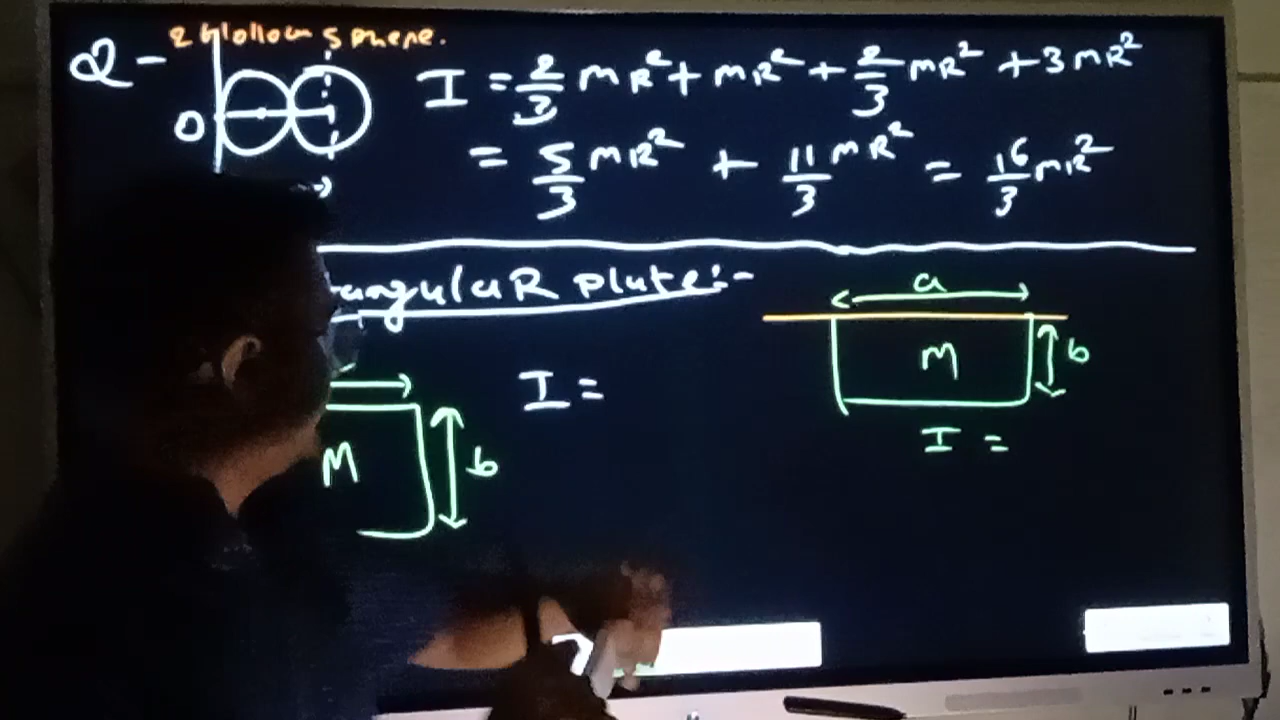 Q - 2 Hollow Sphere.
O
I = 2/3 mR² + mR² + 2/3 mR² + 3mR²
= 5/3 mR² + 11/3 mR² = 16/3 mR²
angulaR plate:-
a
M
b
I =
I =
M
b